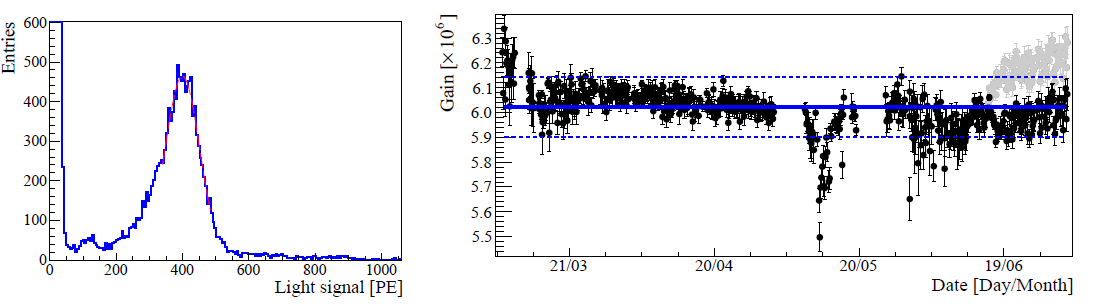 Entries
600
500
400
300
200
100
0
0 200 400 600 800 1000
Light signal [PE]
Gain [× 10⁶]
6.3
6.2
6.1
6.0
5.9
5.8
5.7
5.6
5.5
21/03 20/04 20/05 19/06
Date [Day/Month]